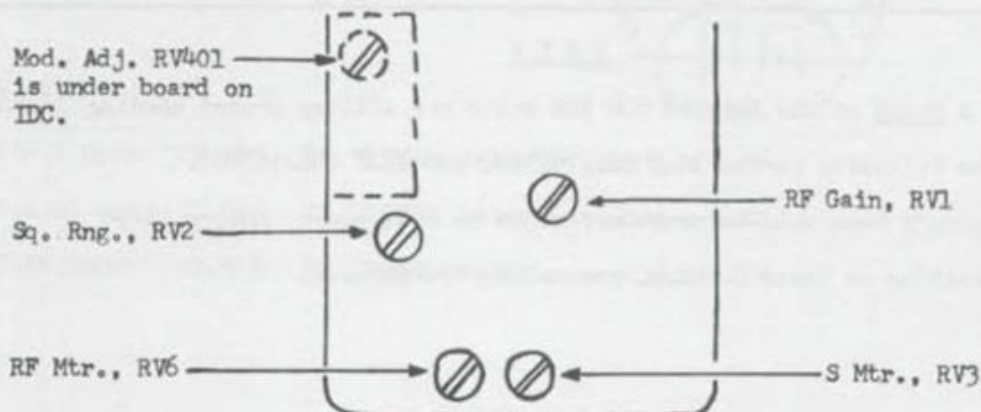 Mod. Adj. RV401
is under board on
IDC.
RF Gain, RV1
Sq. Rng., RV2
RF Mtr., RV6
S Mtr., RV3